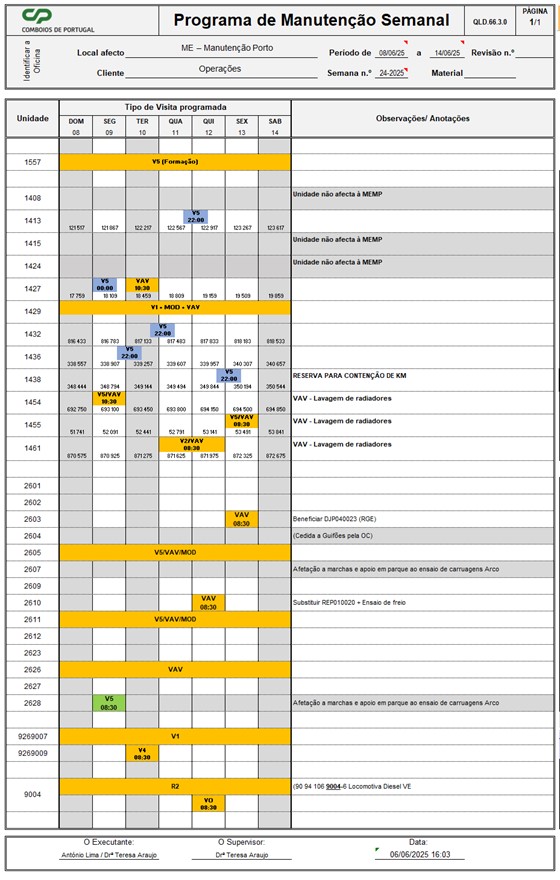 CP
COMBOIOS DE PORTUGAL
Programa de Manutenção Semanal
QLD.66.3.0
PÁGINA
1/1
Identificar a Oficina
Local afecto ME – Manutenção Porto Periodo de 08/06/25 a 14/06/25 Revisão n.º
Cliente Operações Semana n.º 24-2025 Material
Unidade Tipo de Visita programada Observações/ Anotações
DOM SEG TER QUA QUI SEX SAB
08 09 10 11 12 13 14
1557 V5 (Formação)
1408 Unidade não afecta à MEMP
1413 V5 22:00
121 517 121 867 122 217 122 567 122 917 123 267 123 617
1415 Unidade não afecta à MEMP
1424 Unidade não afecta à MEMP
1427 V5 00:00 VAV 10:30
17 759 18 109 18 459 18 809 19 159 19 509 19 859
1429 V1 + MOD + VAV
1432 V5 22:00
816 433 816 783 817 133 817 483 817 833 818 183 818 533
1436 V5 22:00
338 557 338 907 339 257 339 607 339 957 340 307 340 657
1438 V5 22:00 RESERVA PARA CONTENÇÃO DE KM
348 444 348 794 349 144 349 494 349 844 350 194 350 544
1454 V5/VAV 10:30 VAV - Lavagem de radiadores
692 750 693 100 693 450 693 800 694 150 694 500 694 850
1455 V5/VAV 08:30 VAV - Lavagem de radiadores
51 741 52 091 52 441 52 791 53 141 53 491 53 841
1461 V2/VAV 08:30 VAV - Lavagem de radiadores
870 575 870 925 871 275 871 625 871 975 872 325 872 675
2601
2602
2603 VAV 08:30 Beneficiar DJP040023 (RGE)
2604 (Cedida a Guifões pela OC)
2605 V5/VAV/MOD
2607 Afetação a marchas e apoio em parque ao ensaio de carruagens Arco
2609
2610 VAV 08:30 Substituir REP010020 + Ensaio de freio
2611 V5/VAV/MOD
2612
2623
2626 VAV
2627
2628 V5 08:30 Afetação a marchas e apoio em parque ao ensaio de carruagens Arco
9269007 V1
9269009 V4 08:30
9004 R2 (90 94 106 9004-6 Locomotiva Diesel VE
VO 08:30
O Executante: O Supervisor: Data:
António Lima / Drª Teresa Araujo Drª Teresa Araujo 06/06/2025 16:03